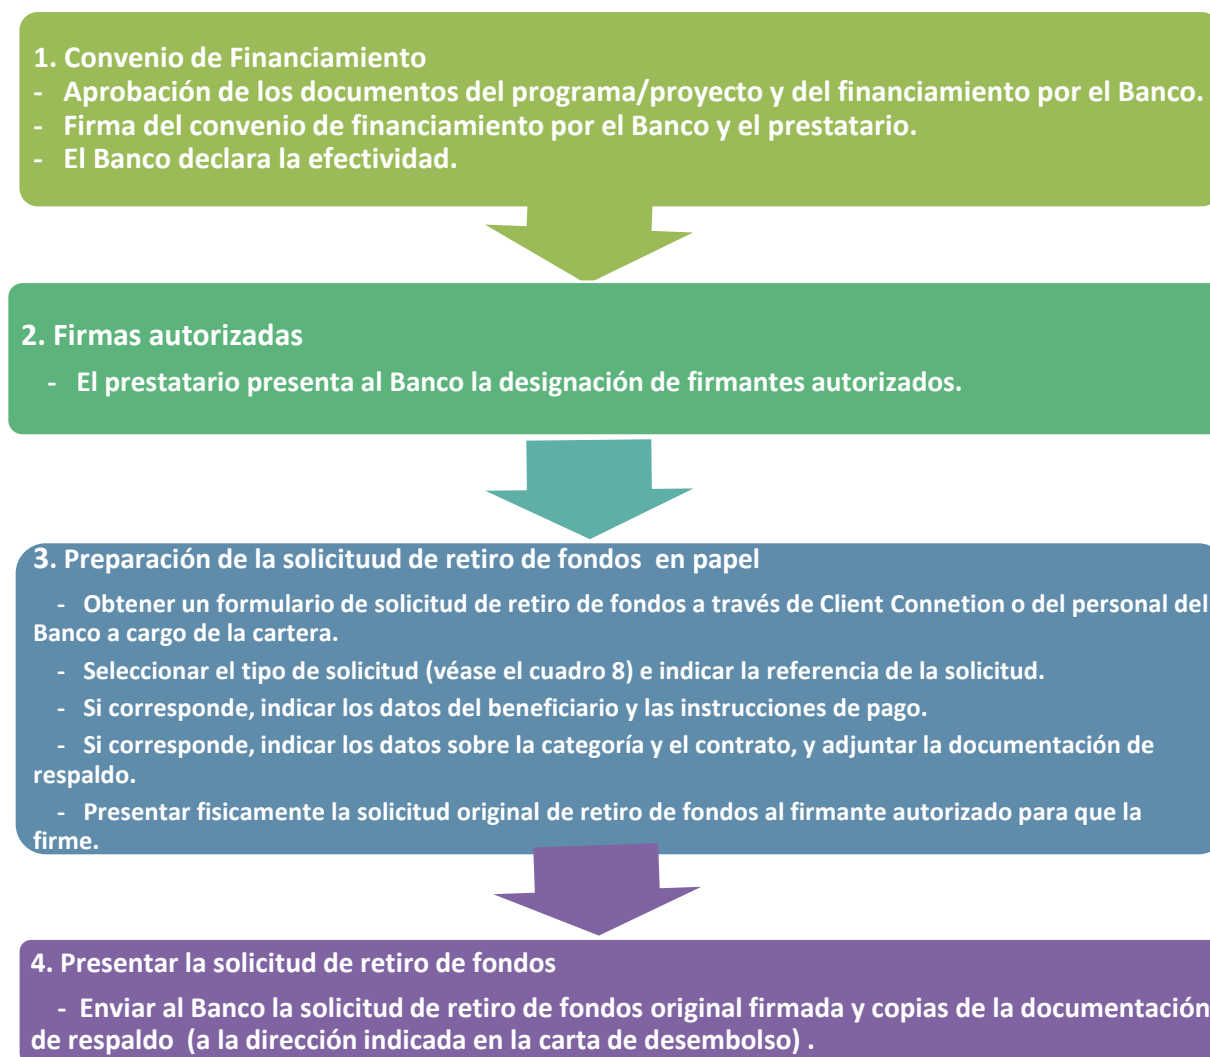 1. Convenio de Financiamiento
- Aprobación de los documentos del programa/proyecto y del financiamiento por el Banco.
- Firma del convenio de financiamiento por el Banco y el prestatario.
- El Banco declara la efectividad.
2. Firmas autorizadas
- El prestatario presenta al Banco la designación de firmantes autorizados.
3. Preparación de la solicituud de retiro de fondos en papel
- Obtener un formulario de solicitud de retiro de fondos a través de Client Connetion o del personal del
Banco a cargo de la cartera.
- Seleccionar el tipo de solicitud (véase el cuadro 8) e indicar la referencia de la solicitud.
- Si corresponde, indicar los datos del beneficiario y las instrucciones de pago.
- Si corresponde, indicar los datos sobre la categoría y el contrato, y adjuntar la documentación de
respaldo.
- Presentar fisicamente la solicitud original de retiro de fondos al firmante autorizado para que la
firme.
4. Presentar la solicitud de retiro de fondos
- Enviar al Banco la solicitud de retiro de fondos original firmada y copias de la documentación
de respaldo (a la dirección indicada en la carta de desembolso) .